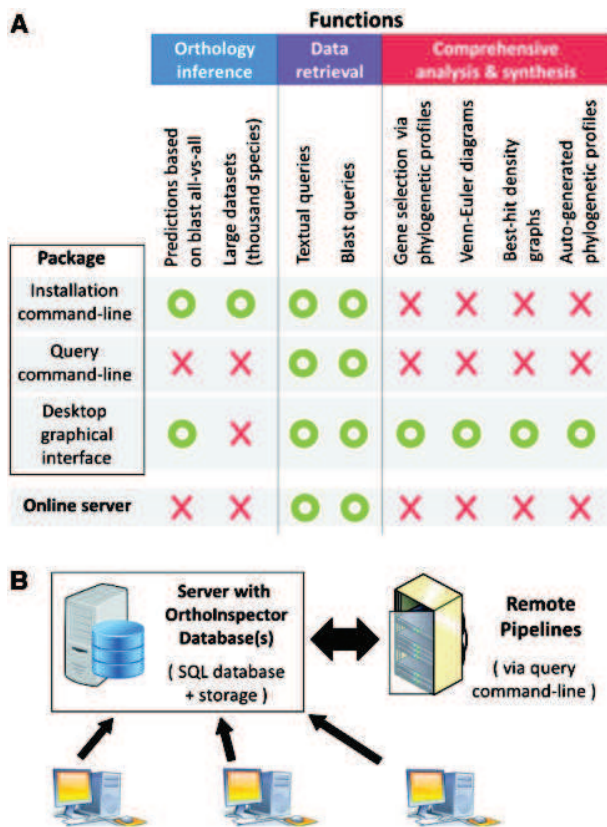 A
Functions
Orthology
inference
Data
retrieval
Comprehensive
analysis & synthesis
Predictions based
on blast all-vs-all
Large datasets
(thousand species)
Textual queries
Blast queries
Gene selection via
phylogenetic profiles
Venn-Euler diagrams
Best-hit density
graphs
Auto-generated
phylogenetic profiles
Package
Installation
command-line
Query
command-line
Desktop
graphical
interface
Online server
B
Server with
OrthoInspector
Database(s)
( SQL database
+ storage )
Remote
Pipelines
( via query
command-line )